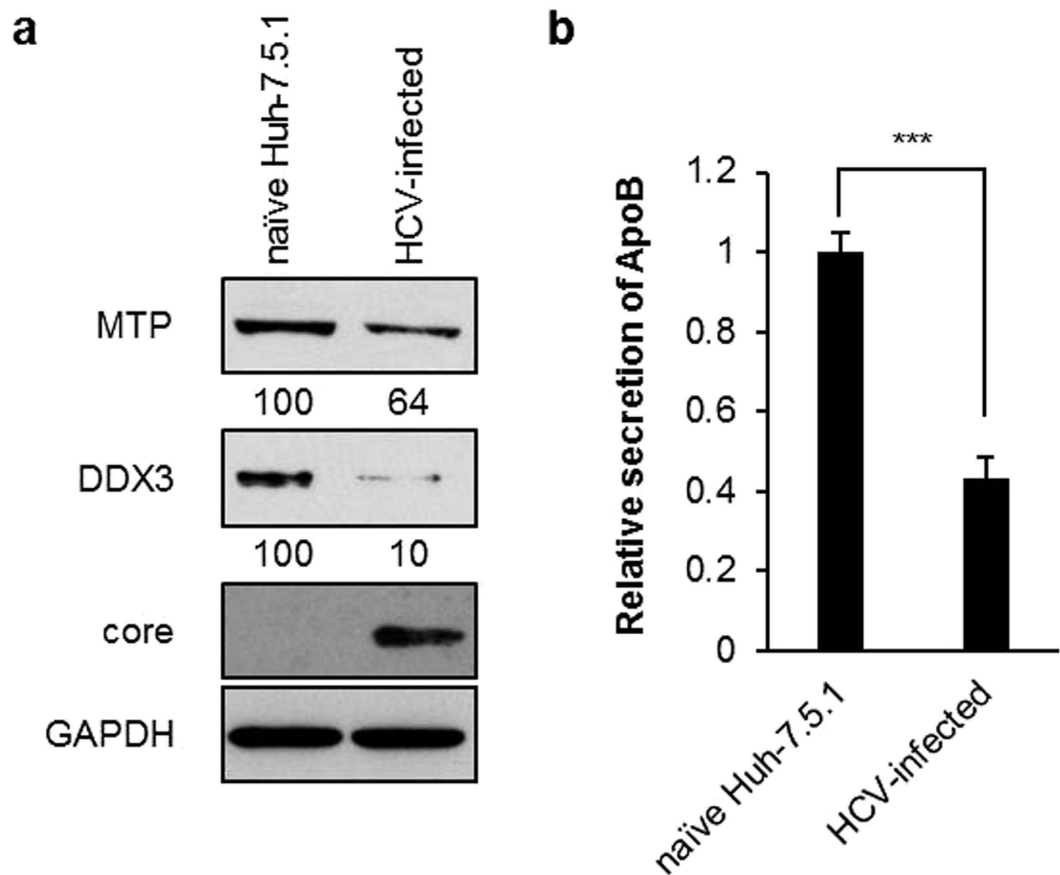 a
naïve Huh-7.5.1
HCV-infected
MTP
100 64
DDX3
100 10
core
GAPDH
b
***
Relative secretion of ApoB
1.2
1
0.8
0.6
0.4
0.2
0
naïve Huh-7.5.1
HCV-infected